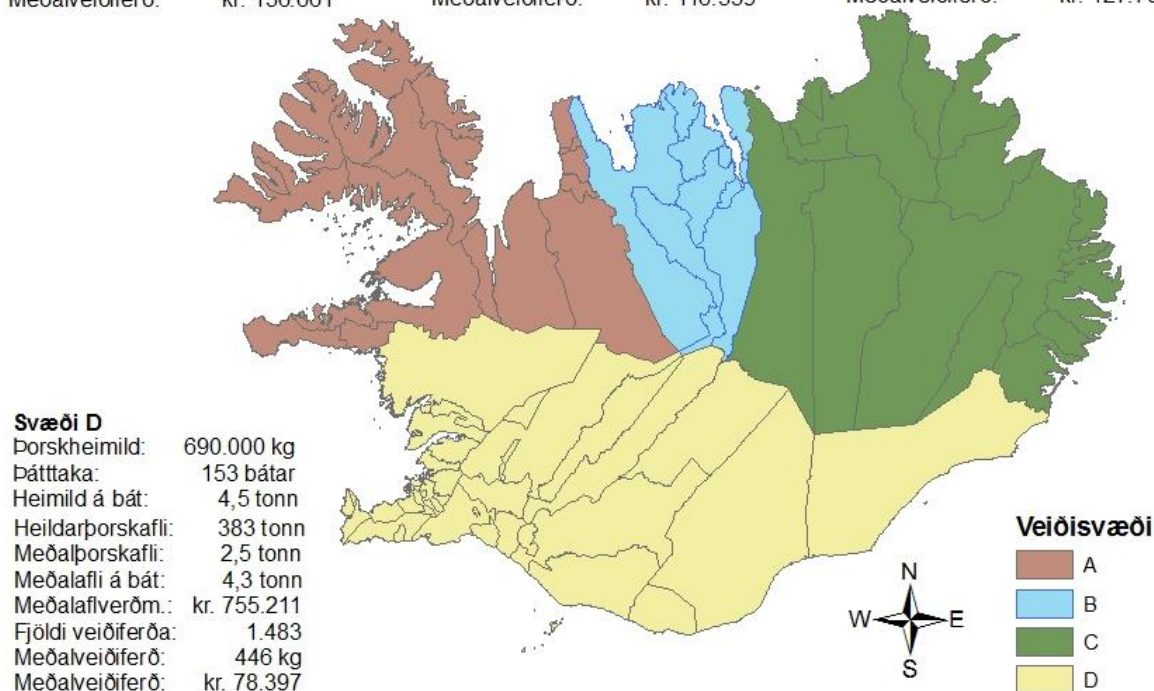 Svæði D
Þorskheimild: 690.000 kg
Þátttaka: 153 bátar
Heimild á bát: 4,5 tonn
Heildarþorskafli: 383 tonn
Meðalþorskafli: 2,5 tonn
Meðalafli á bát: 4,3 tonn
Meðalaflverðm.: kr. 755.211
Fjöldi veiðiferða: 1.483
Meðalveiðiferð: 446 kg
Meðalveiðiferð: kr. 78.397
N
W E
S
Veiðisvæði
A
B
C
D